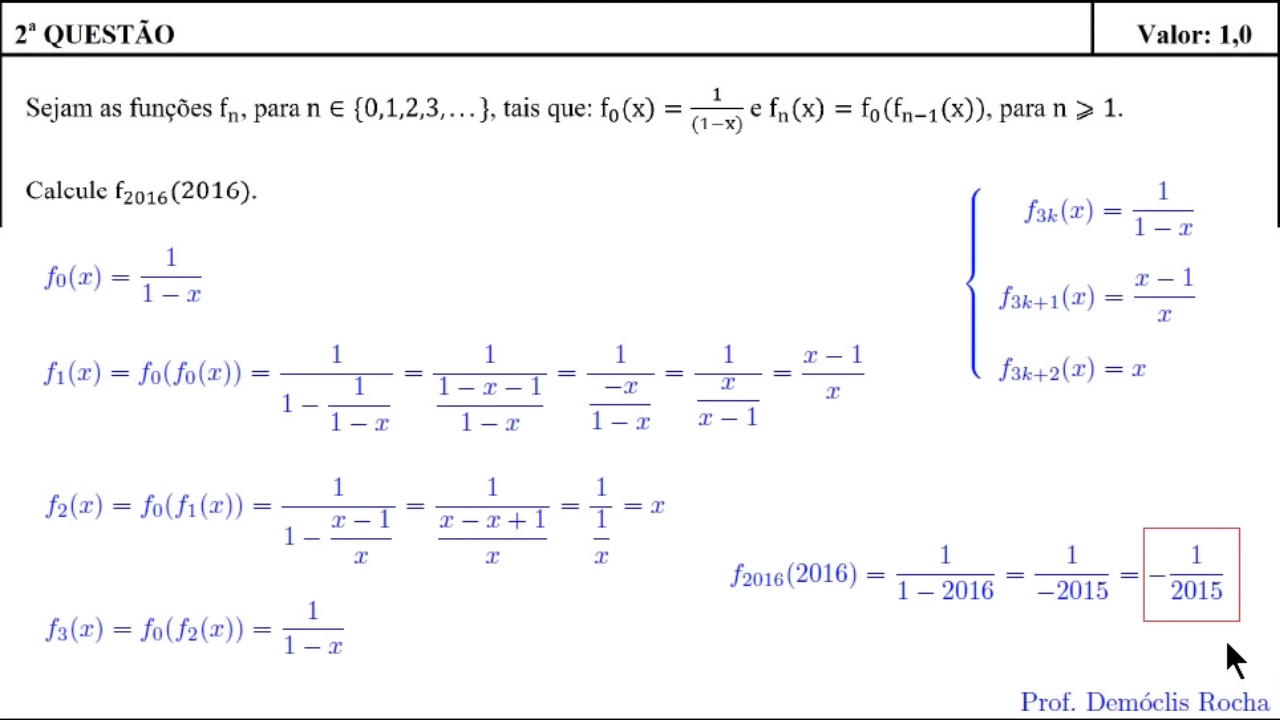 2ª QUESTÃO
Valor: 1,0
Sejam as funções fₙ, para n ∈ {0,1,2,3,…}, tais que: f₀(x) = 1/(1−x) e fₙ(x) = f₀(fₙ₋₁(x)), para n ⩾ 1.
Calcule f₂₀₁₆(2016).
f₃ₖ(x) = 1/(1 − x)
f₃ₖ₊₁(x) = (x − 1)/x
f₃ₖ₊₂(x) = x
f₀(x) = 1/(1 − x)
f₁(x) = f₀(f₀(x)) = 1/(1 − 1/(1 − x)) = 1/((1 − x − 1)/(1 − x)) = 1/(−x/(1 − x)) = 1/(x/(x − 1)) = (x − 1)/x
f₂(x) = f₀(f₁(x)) = 1/(1 − (x − 1)/x) = 1/((x − x + 1)/x) = 1/(1/x) = x
f₂₀₁₆(2016) = 1/(1 − 2016) = 1/(−2015) = −1/2015
f₃(x) = f₀(f₂(x)) = 1/(1 − x)
Prof. Demóclis Rocha